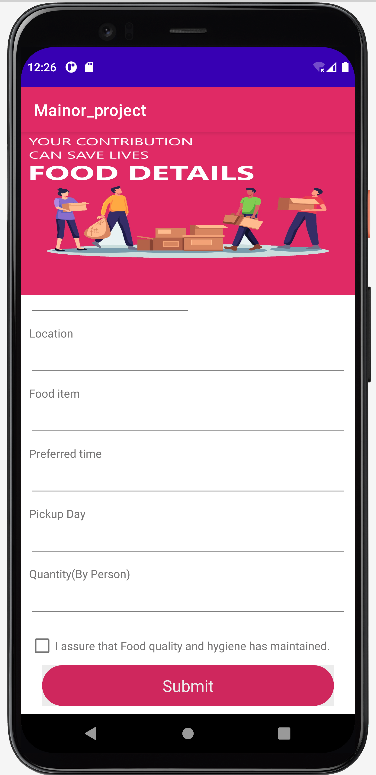 12:26
Mainor_project
YOUR CONTRIBUTION
CAN SAVE LIVES
FOOD DETAILS
Location
Food item
Preferred time
Pickup Day
Quantity(By Person)
I assure that Food quality and hygiene has maintained.
Submit